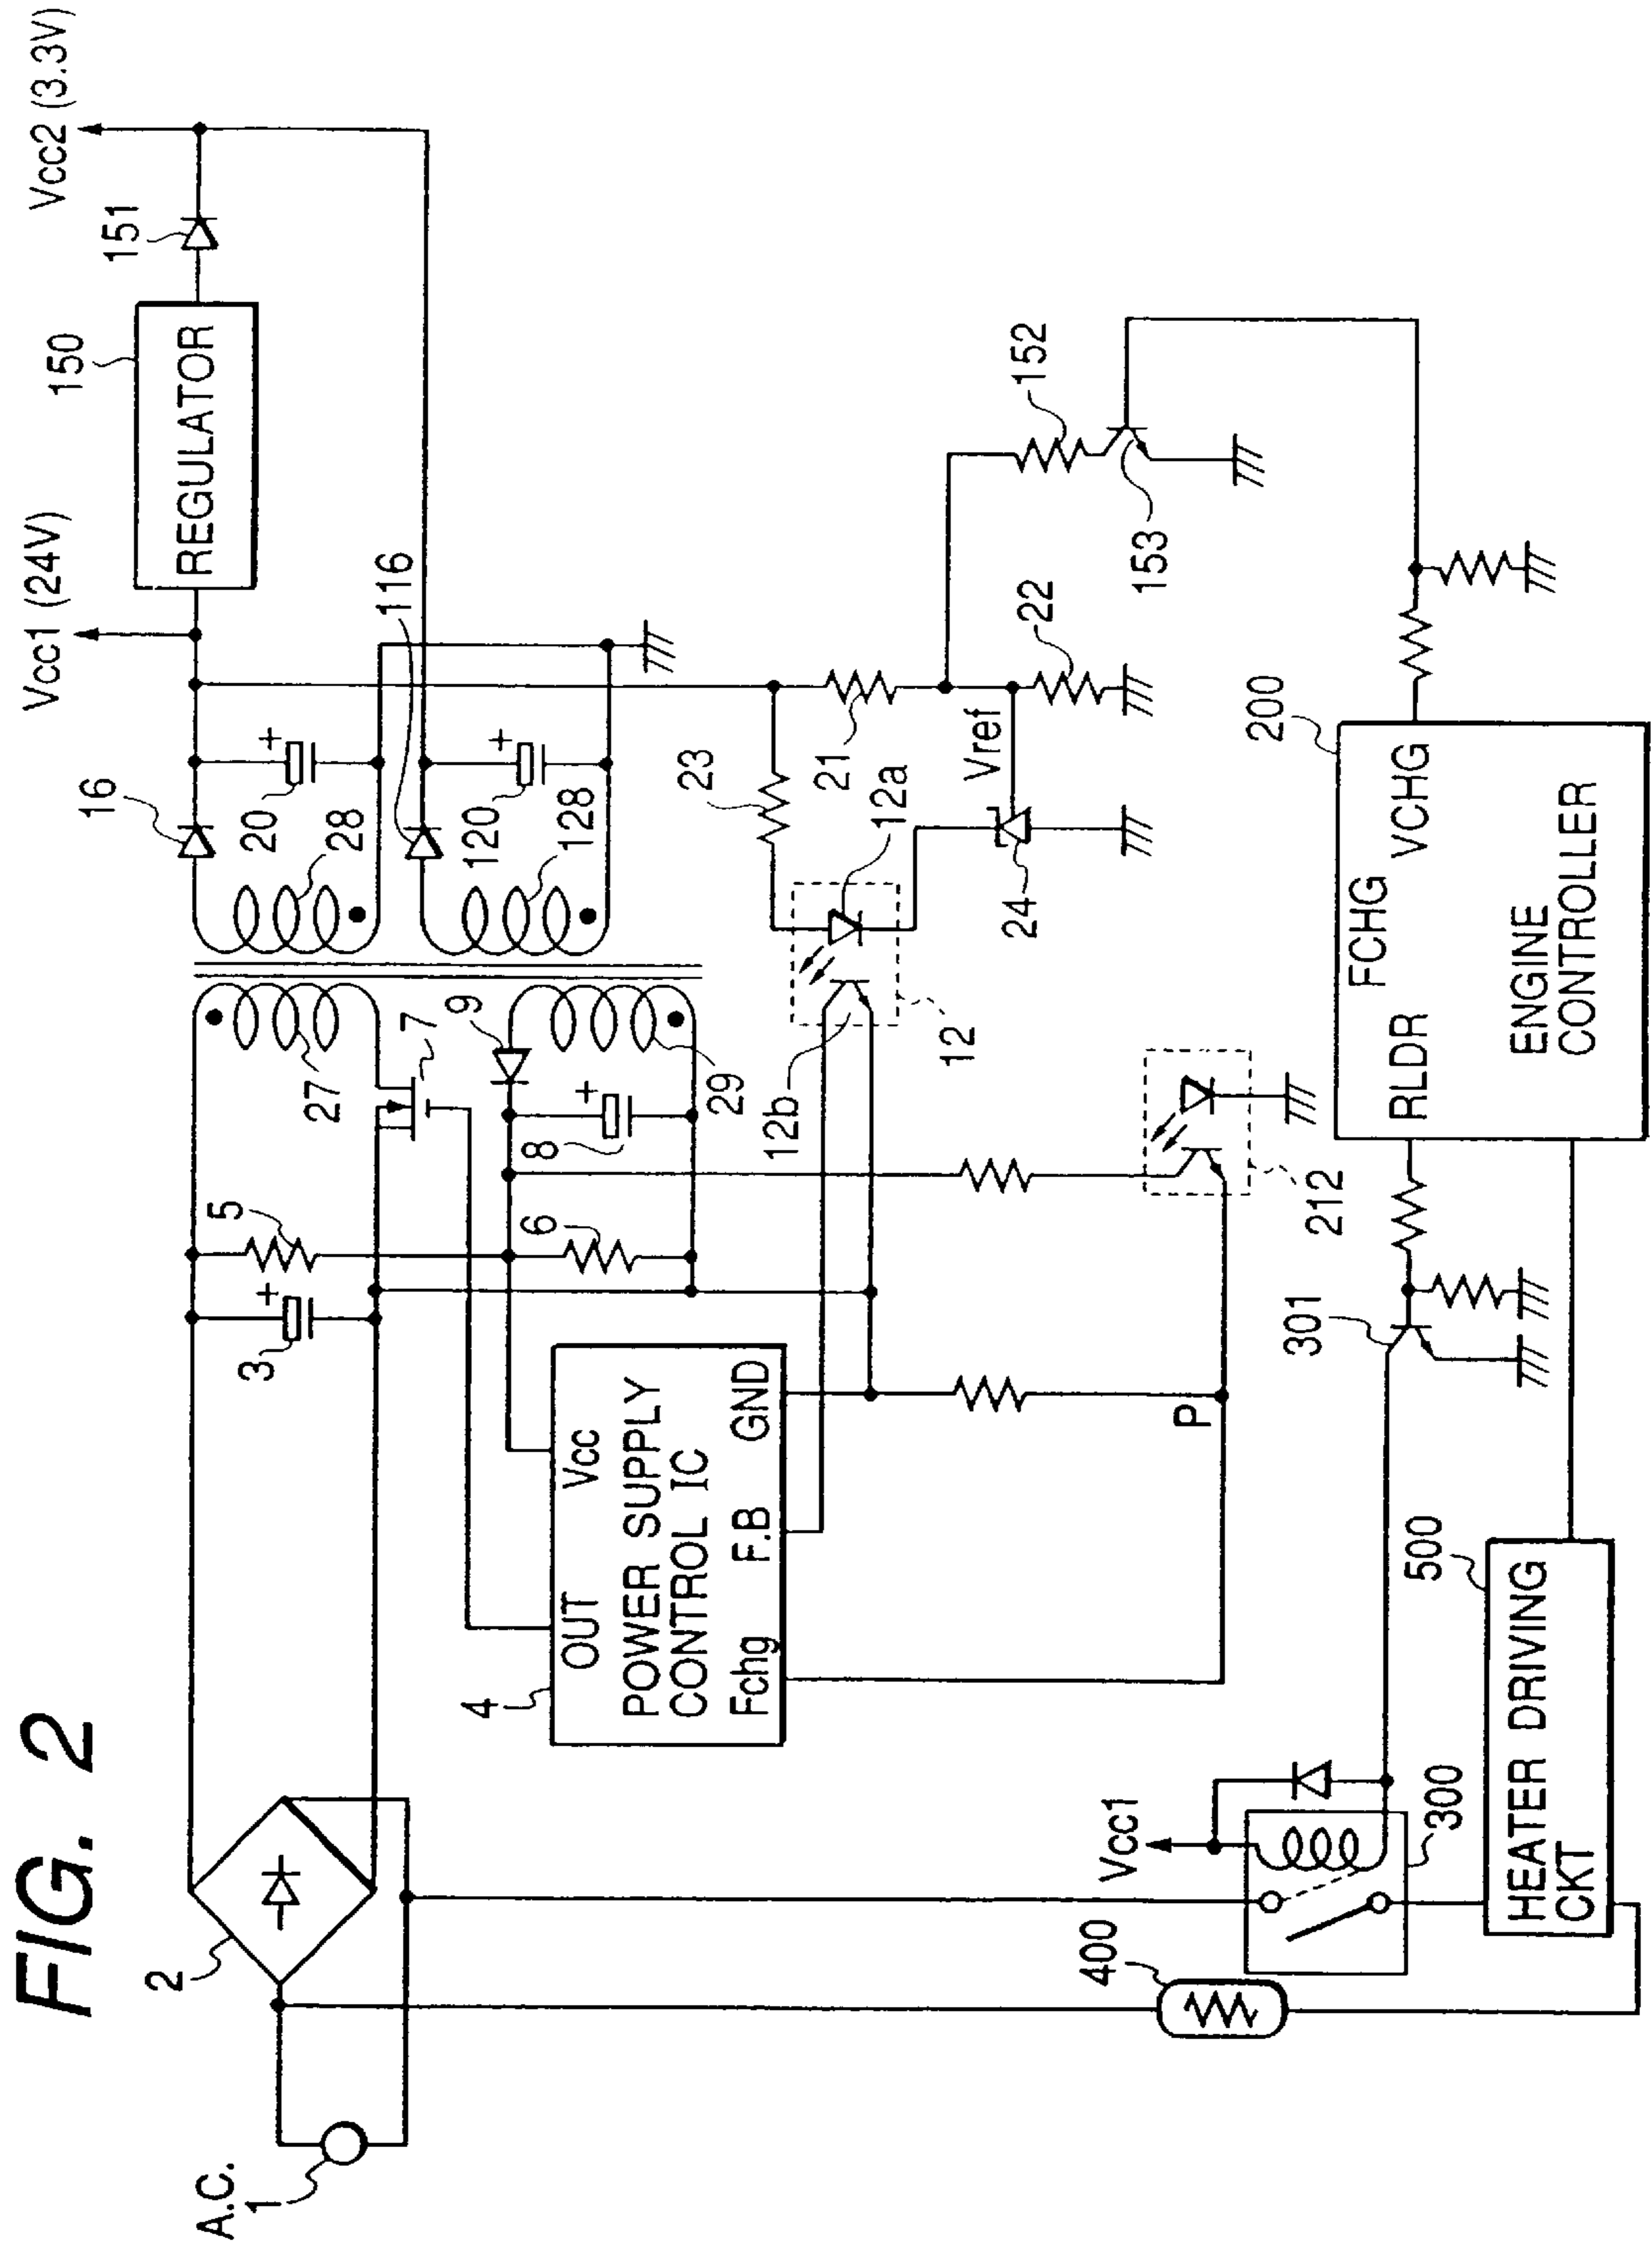 FIG. 2
A.C.
1
2
3
5
27
7
16
20
28
Vcc1 (24V)
150
REGULATOR
151
Vcc2 (3.3V)
116
120
128
9
8
6
29
4
OUT
Vcc
POWER SUPPLY
CONTROL IC
Fchg
F.B
GND
23
21
12a
Vref
22
24
12b
12
152
153
P
212
400
Vcc1
300
301
500
HEATER DRIVING
CKT
200
RLDR
FCHG
VCHG
ENGINE
CONTROLLER